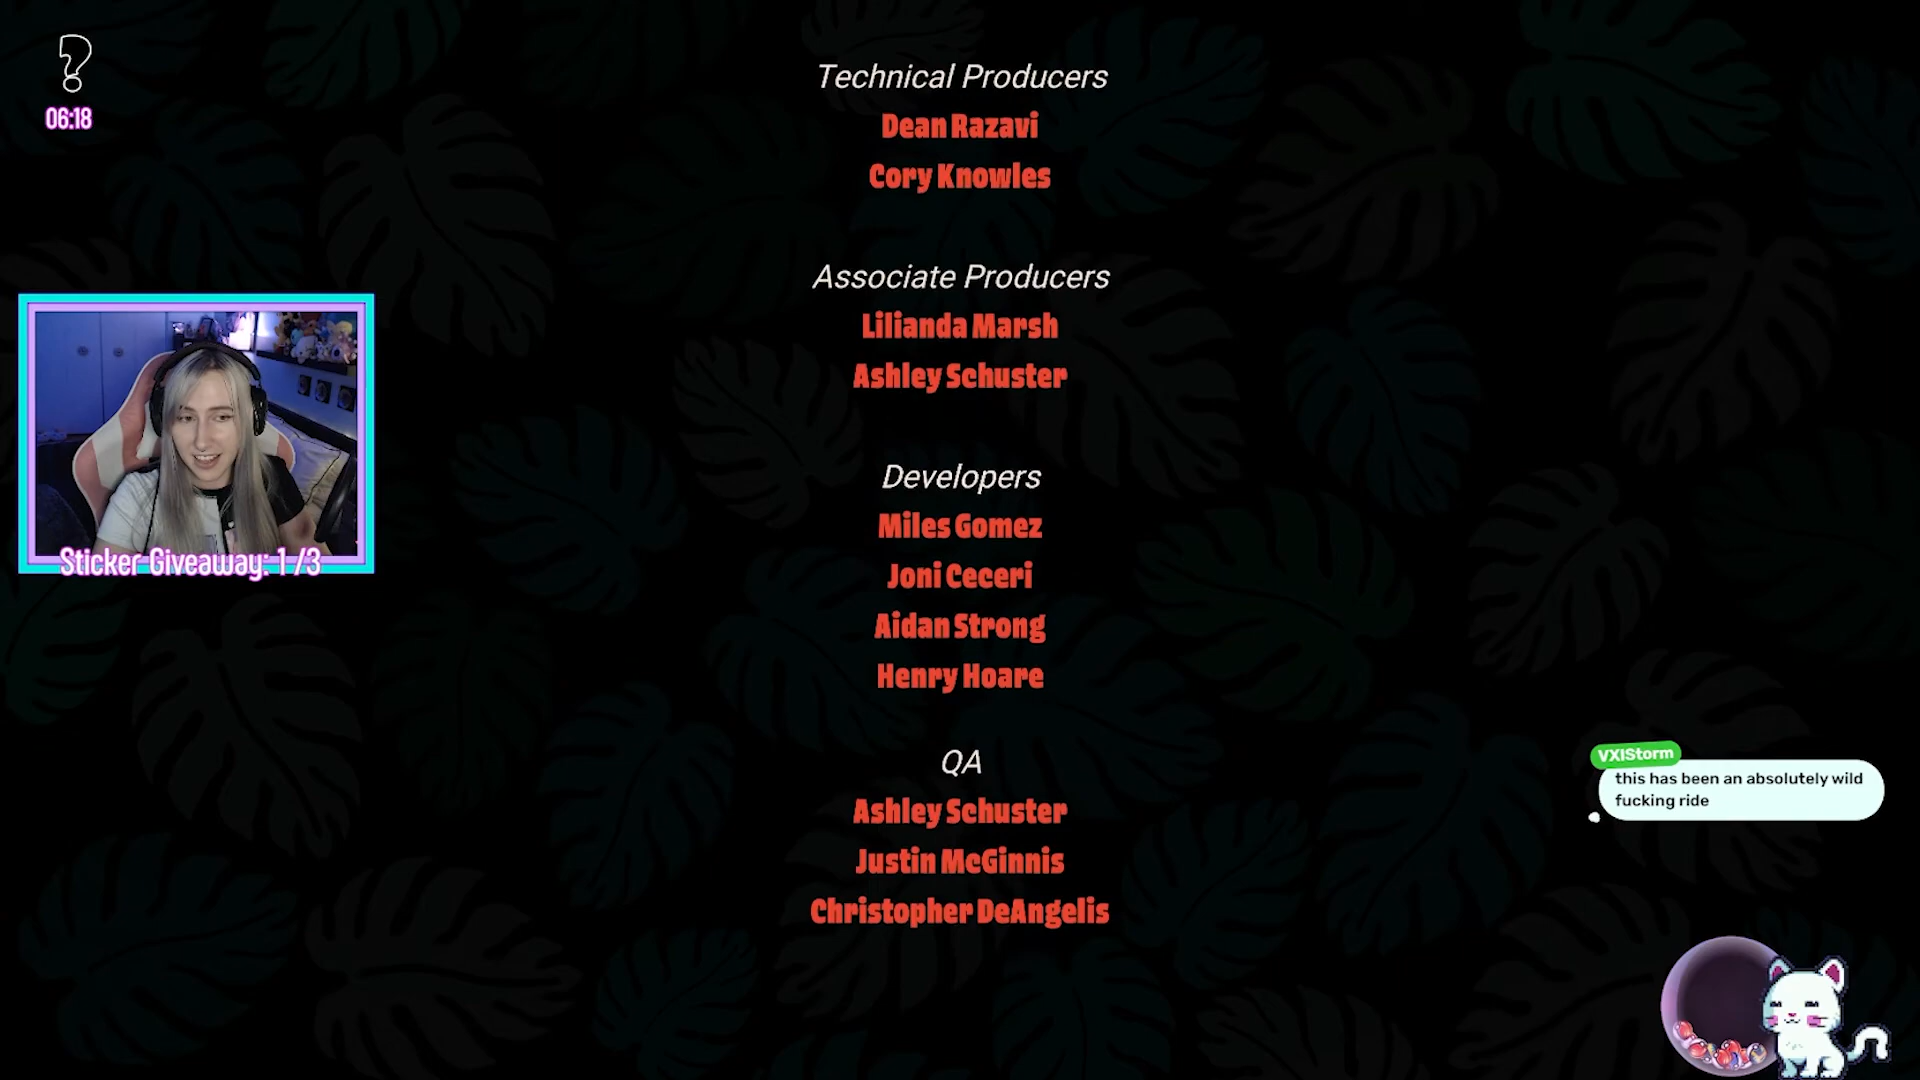 ?
06:18
Technical Producers
Dean Razavi
Cory Knowles
Associate Producers
Lilianda Marsh
Ashley Schuster
Developers
Miles Gomez
Joni Ceceri
Aidan Strong
Henry Hoare
QA
Ashley Schuster
Justin McGinnis
Christopher DeAngelis
Sticker Giveaway: 1 /3
VXIStorm
this has been an absolutely wild
fucking ride